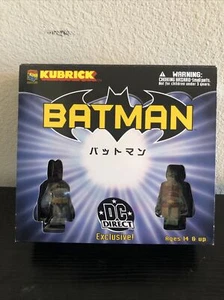 KUBRICK
WARNING:
CHOKING HAZARD-Small parts.
Not for children under 3 years.
BATMAN
バットマン
DC
DIRECT
Exclusive!
Ages 14 & up